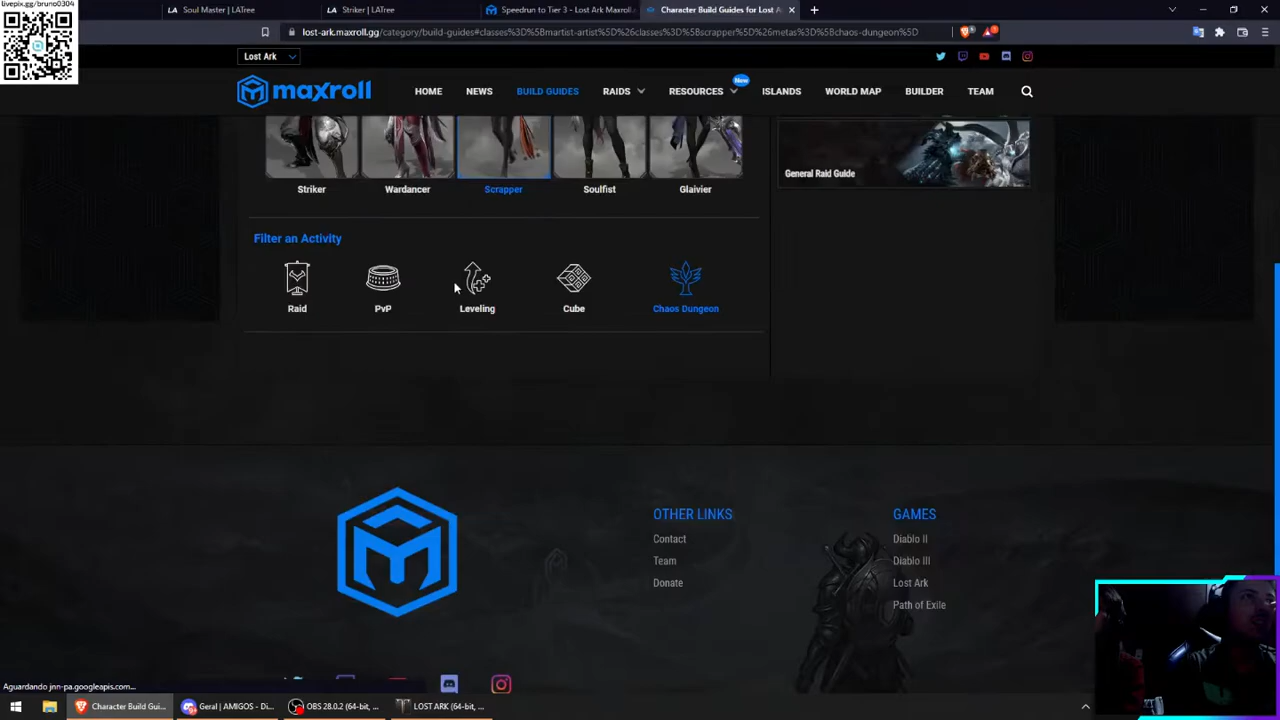 livepix.gg/bruno0304
Soul Master | LATree
Striker | LATree
Speedrun to Tier 3 - Lost Ark Maxroll
Character Build Guides for Lost A
lost-ark.maxroll.gg/category/build-guides#classes%3D%5Bmartist-artist%5D%26classes%3D%5Bscrapper%5D%26metas%3D%5Bchaos-dungeon%5D
Lost Ark
maxroll
HOME
NEWS
BUILD GUIDES
RAIDS
RESOURCES
New
ISLANDS
WORLD MAP
BUILDER
TEAM
Striker
Wardancer
Scrapper
Soulfist
Glaivier
General Raid Guide
Filter an Activity
Raid
PvP
Leveling
Cube
Chaos Dungeon
OTHER LINKS
Contact
Team
Donate
GAMES
Diablo II
Diablo III
Lost Ark
Path of Exile
Aguardando jnn-pa.googleapis.com...
Character Build Gui...
Geral | AMIGOS - Di...
OBS 28.0.2 (64-bit, ...
LOST ARK (64-bit, ...